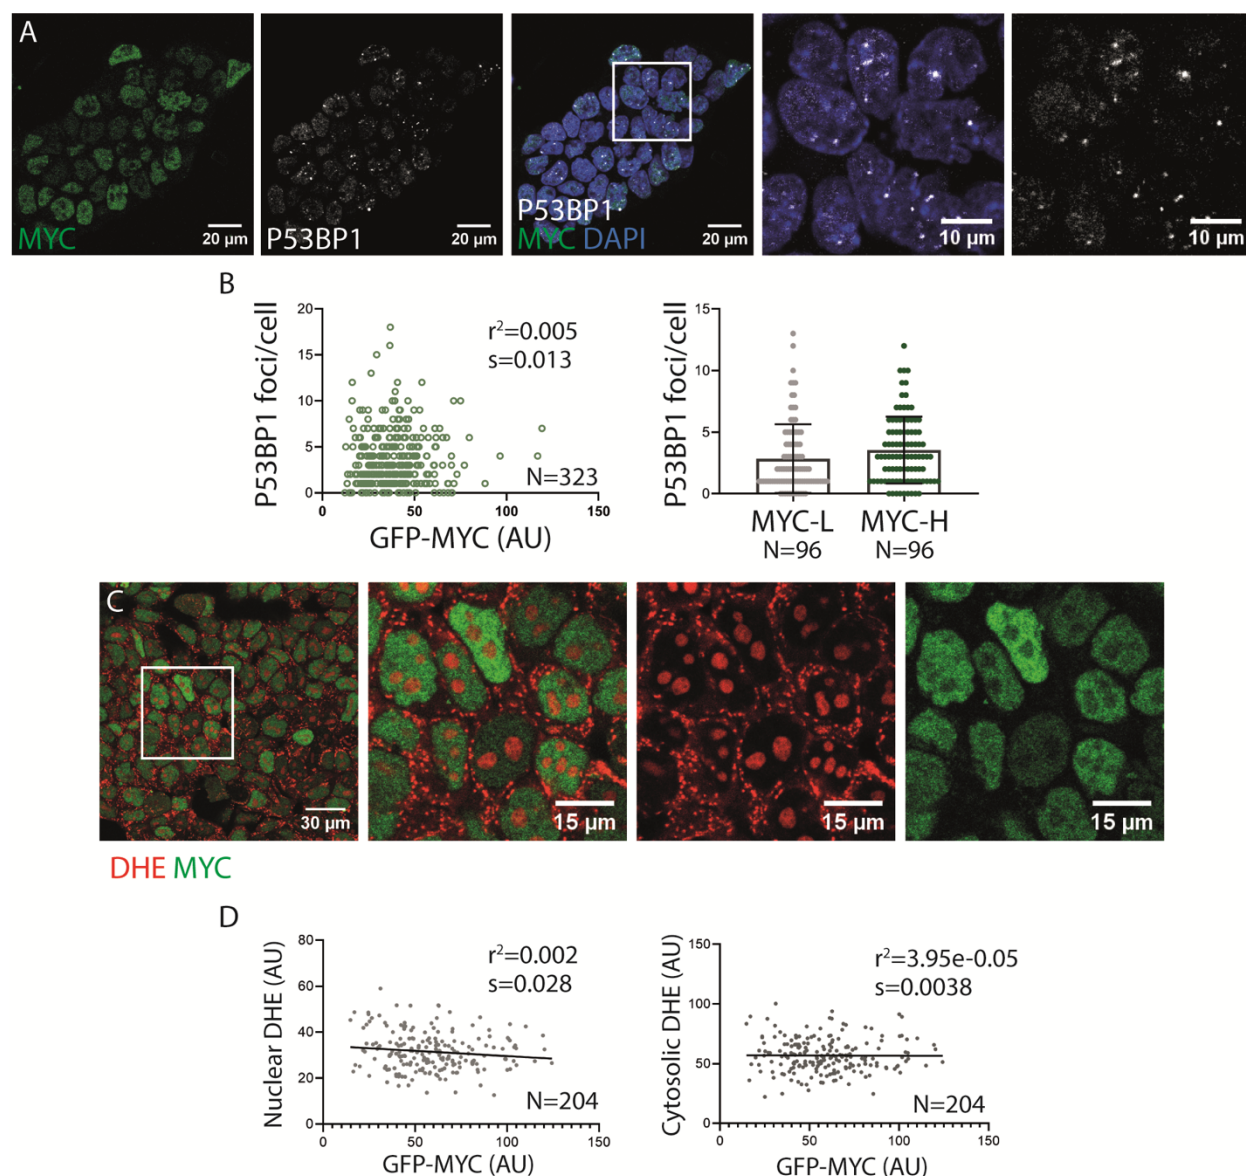 A
MYC
20 µm
P53BP1
20 µm
P53BP1
MYC DAPI
20 µm
10 µm
10 µm
B
P53BP1 foci/cell
20
15
10
5
0
r²=0.005
s=0.013
N=323
0
50
100
150
GFP-MYC (AU)
P53BP1 foci/cell
15
10
5
0
MYC-L
N=96
MYC-H
N=96
C
30 µm
15 µm
15 µm
15 µm
DHE MYC
D
Nuclear DHE (AU)
80
60
40
20
0
r²=0.002
s=0.028
N=204
0
50
100
150
GFP-MYC (AU)
Cytosolic DHE (AU)
150
100
50
0
r²=3.95e-05
s=0.0038
N=204
0
50
100
150
GFP-MYC (AU)